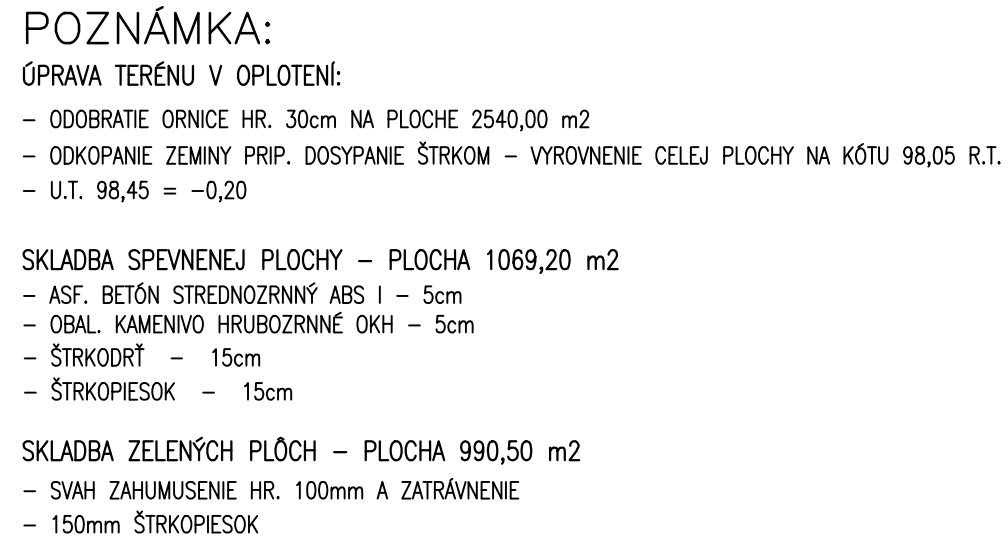 POZNÁMKA:
ÚPRAVA TERÉNU V OPLOTENÍ:
– ODOBRATIE ORNICE HR. 30cm NA PLOCHE 2540,00 m2
– ODKOPANIE ZEMINY PRIP. DOSYPANIE ŠTRKOM – VYROVNENIE CELEJ PLOCHY NA KÓTU 98,05 R.T.
– U.T. 98,45 = –0,20
SKLADBA SPEVNENEJ PLOCHY – PLOCHA 1069,20 m2
– ASF. BETÓN STREDNOZRNNÝ ABS I – 5cm
– OBAL. KAMENIVO HRUBOZRNNÉ OKH – 5cm
– ŠTRKODRŤ – 15cm
– ŠTRKOPIESOK – 15cm
SKLADBA ZELENÝCH PLÔCH – PLOCHA 990,50 m2
– SVAH ZAHUMUSENIE HR. 100mm A ZATRÁVNENIE
– 150mm ŠTRKOPIESOK